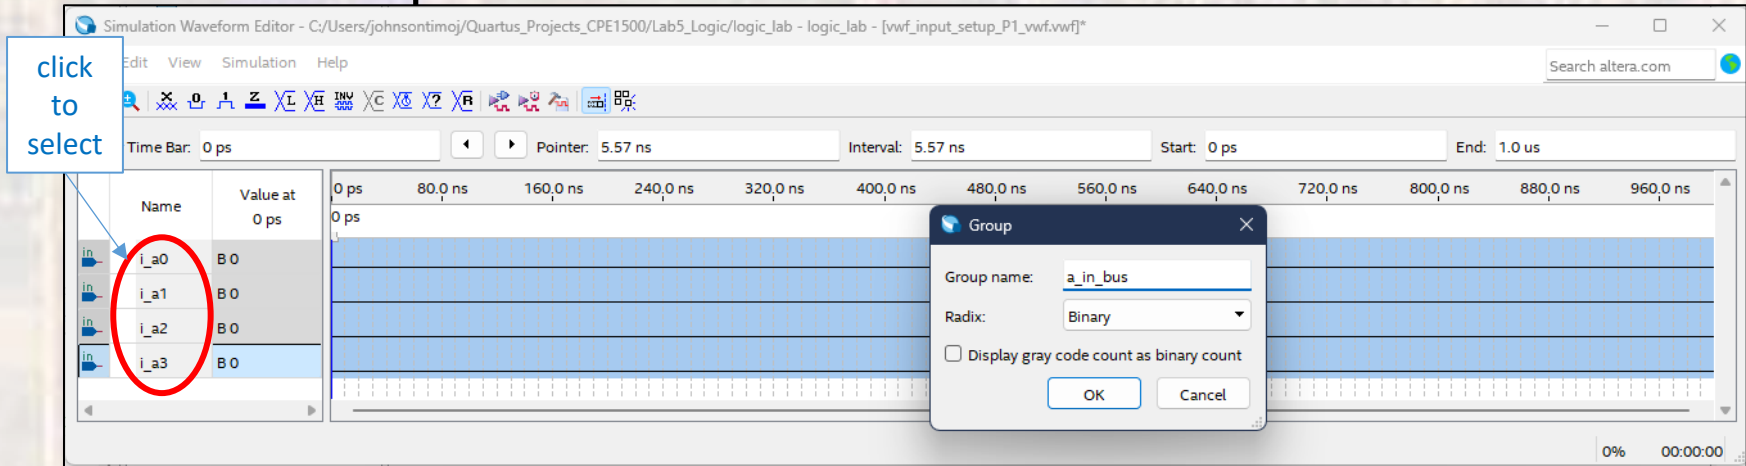 Simulation Waveform Editor - C:/Users/johnsontimoj/Quartus_Projects_CPE1500/Lab5_Logic/logic_lab - logic_lab - [vwf_input_setup_P1_vwf.vwf]*
click
to
select
Edit View Simulation Help
Search altera.com
Time Bar: 0 ps
Pointer: 5.57 ns
Interval: 5.57 ns
Start: 0 ps
End: 1.0 us
Name
Value at
0 ps
0 ps 80.0 ns 160.0 ns 240.0 ns 320.0 ns 400.0 ns 480.0 ns 560.0 ns 640.0 ns 720.0 ns 800.0 ns 880.0 ns 960.0 ns
0 ps
in i_a0 B 0
in i_a1 B 0
in i_a2 B 0
in i_a3 B 0
Group
Group name: a_in_bus
Radix: Binary
Display gray code count as binary count
OK Cancel
0% 00:00:00